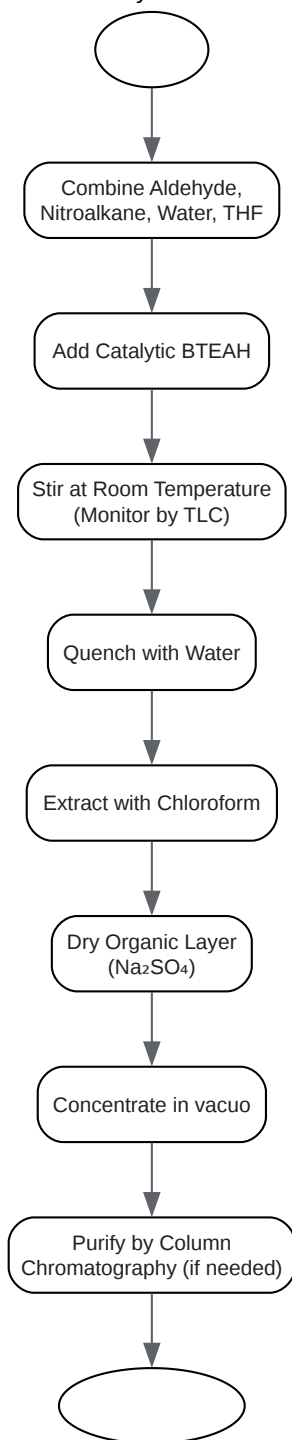 Combine Aldehyde,
Nitroalkane, Water, THF
Add Catalytic BTEAH
Stir at Room Temperature
(Monitor by TLC)
Quench with Water
Extract with Chloroform
Dry Organic Layer
(Na₂SO₄)
Concentrate in vacuo
Purify by Column
Chromatography (if needed)